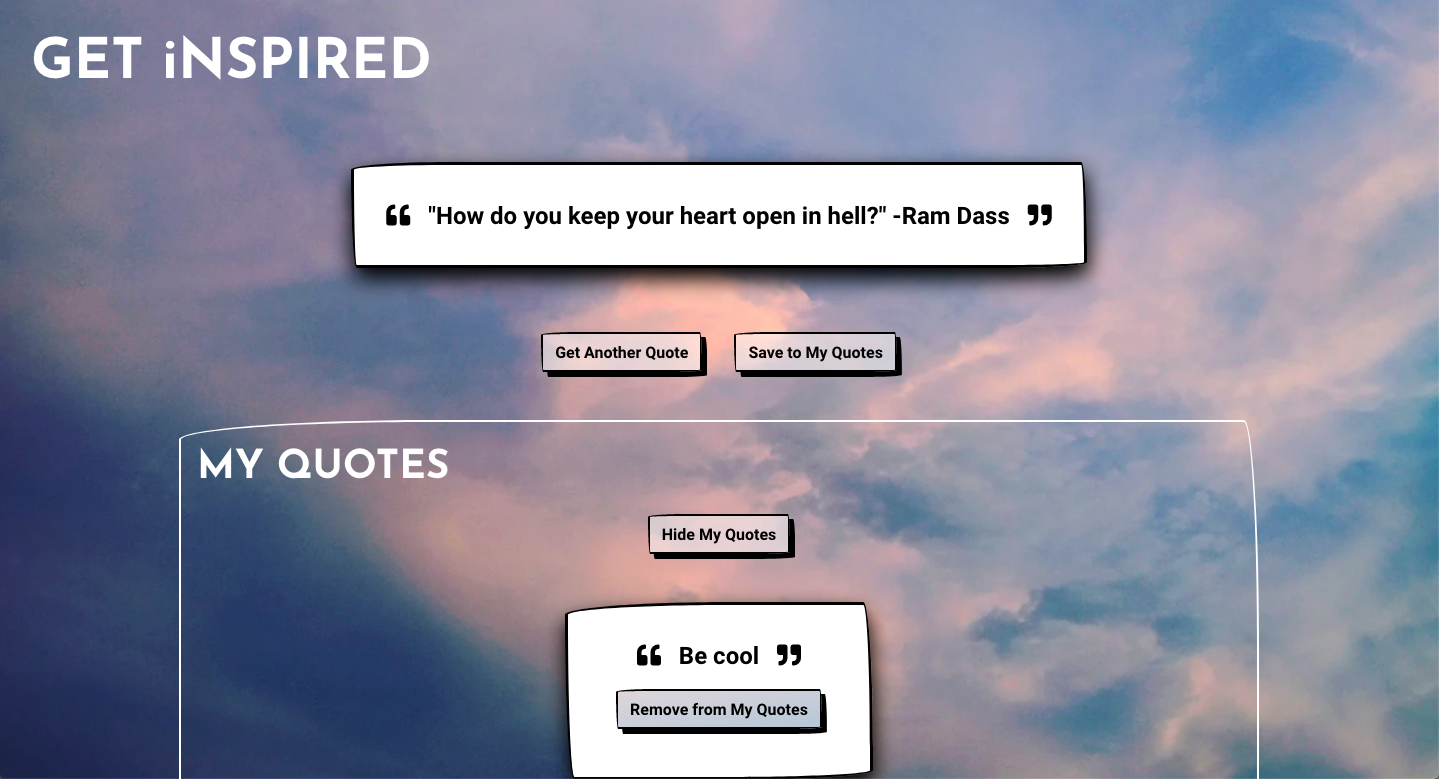 GET iNSPIRED
"How do you keep your heart open in hell?" -Ram Dass
Get Another Quote
Save to My Quotes
MY QUOTES
Hide My Quotes
Be cool
Remove from My Quotes